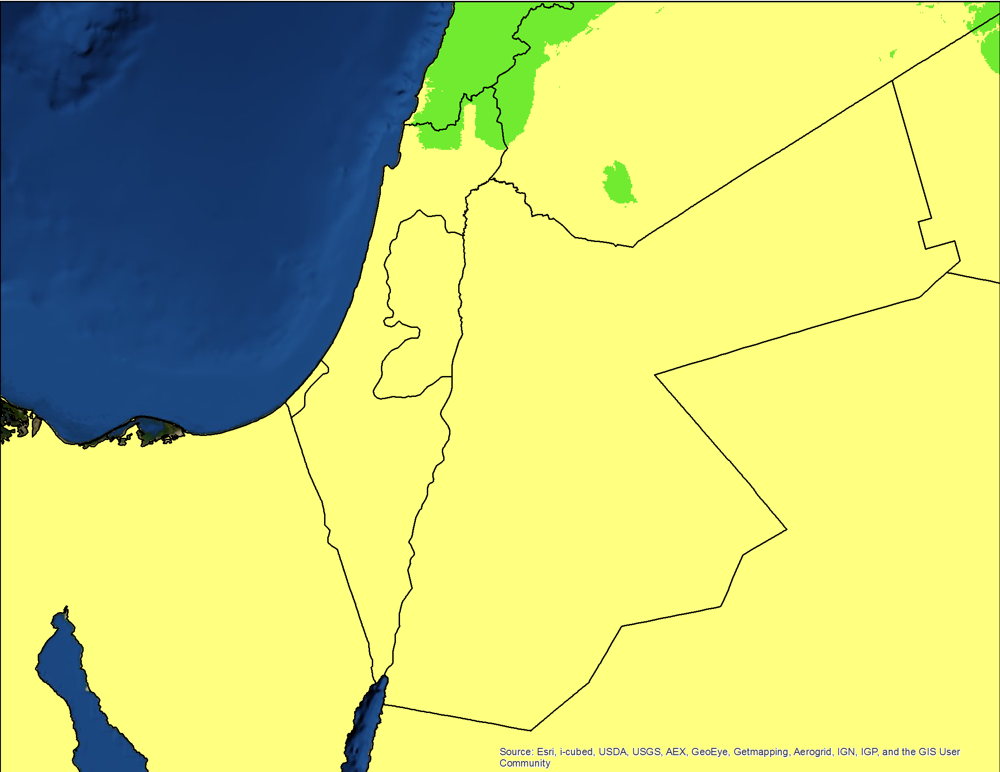 Source: Esri, i-cubed, USDA, USGS, AEX, GeoEye, Getmapping, Aerogrid, IGN, IGP, and the GIS User
Community